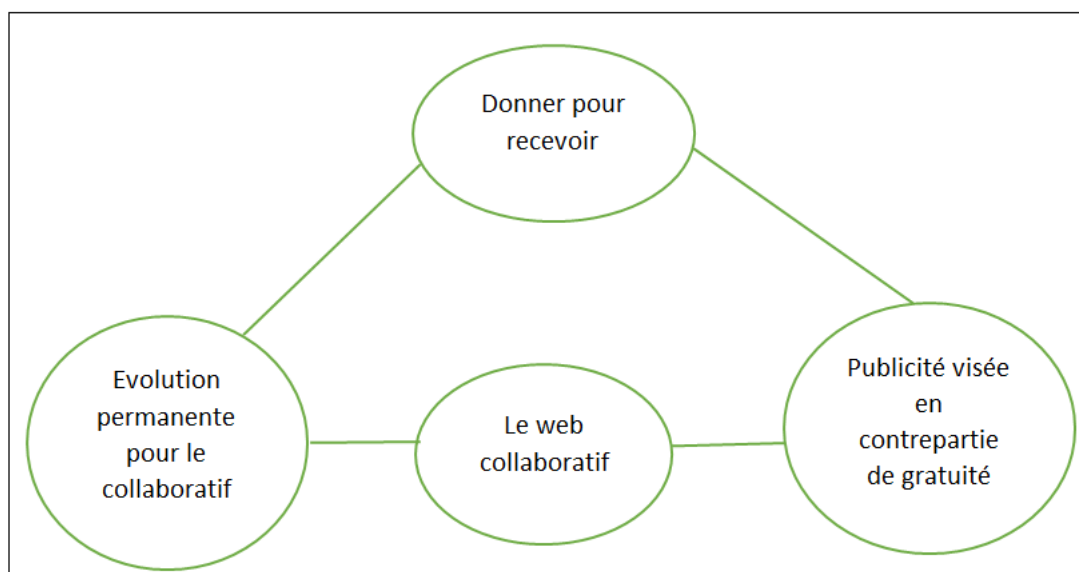 Donner pour
recevoir
Evolution
permanente
pour le
collaboratif
Le web
collaboratif
Publicité visée
en
contrepartie
de gratuité